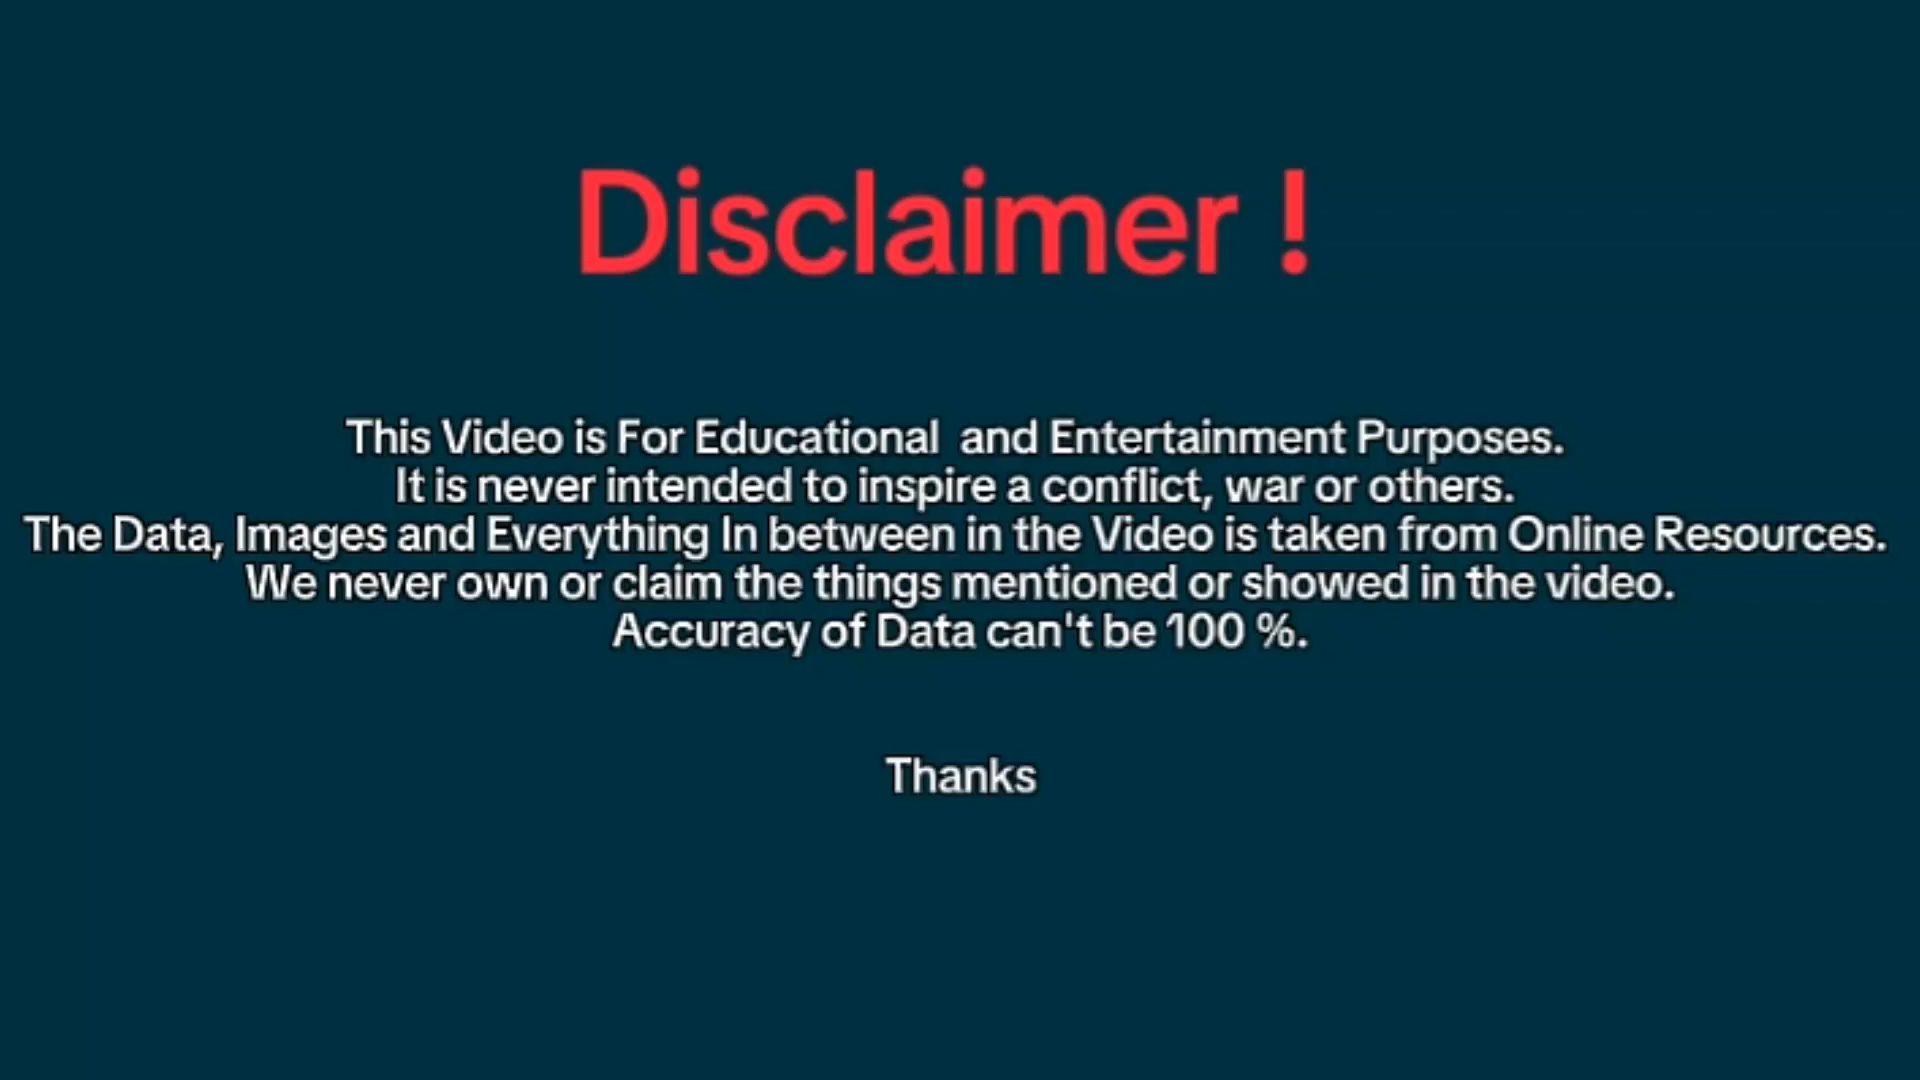 Disclaimer !
This Video is For Educational  and Entertainment Purposes.
It is never intended to inspire a conflict, war or others.
The Data, Images and Everything In between in the Video is taken from Online Resources.
We never own or claim the things mentioned or showed in the video.
Accuracy of Data can't be 100 %.
Thanks